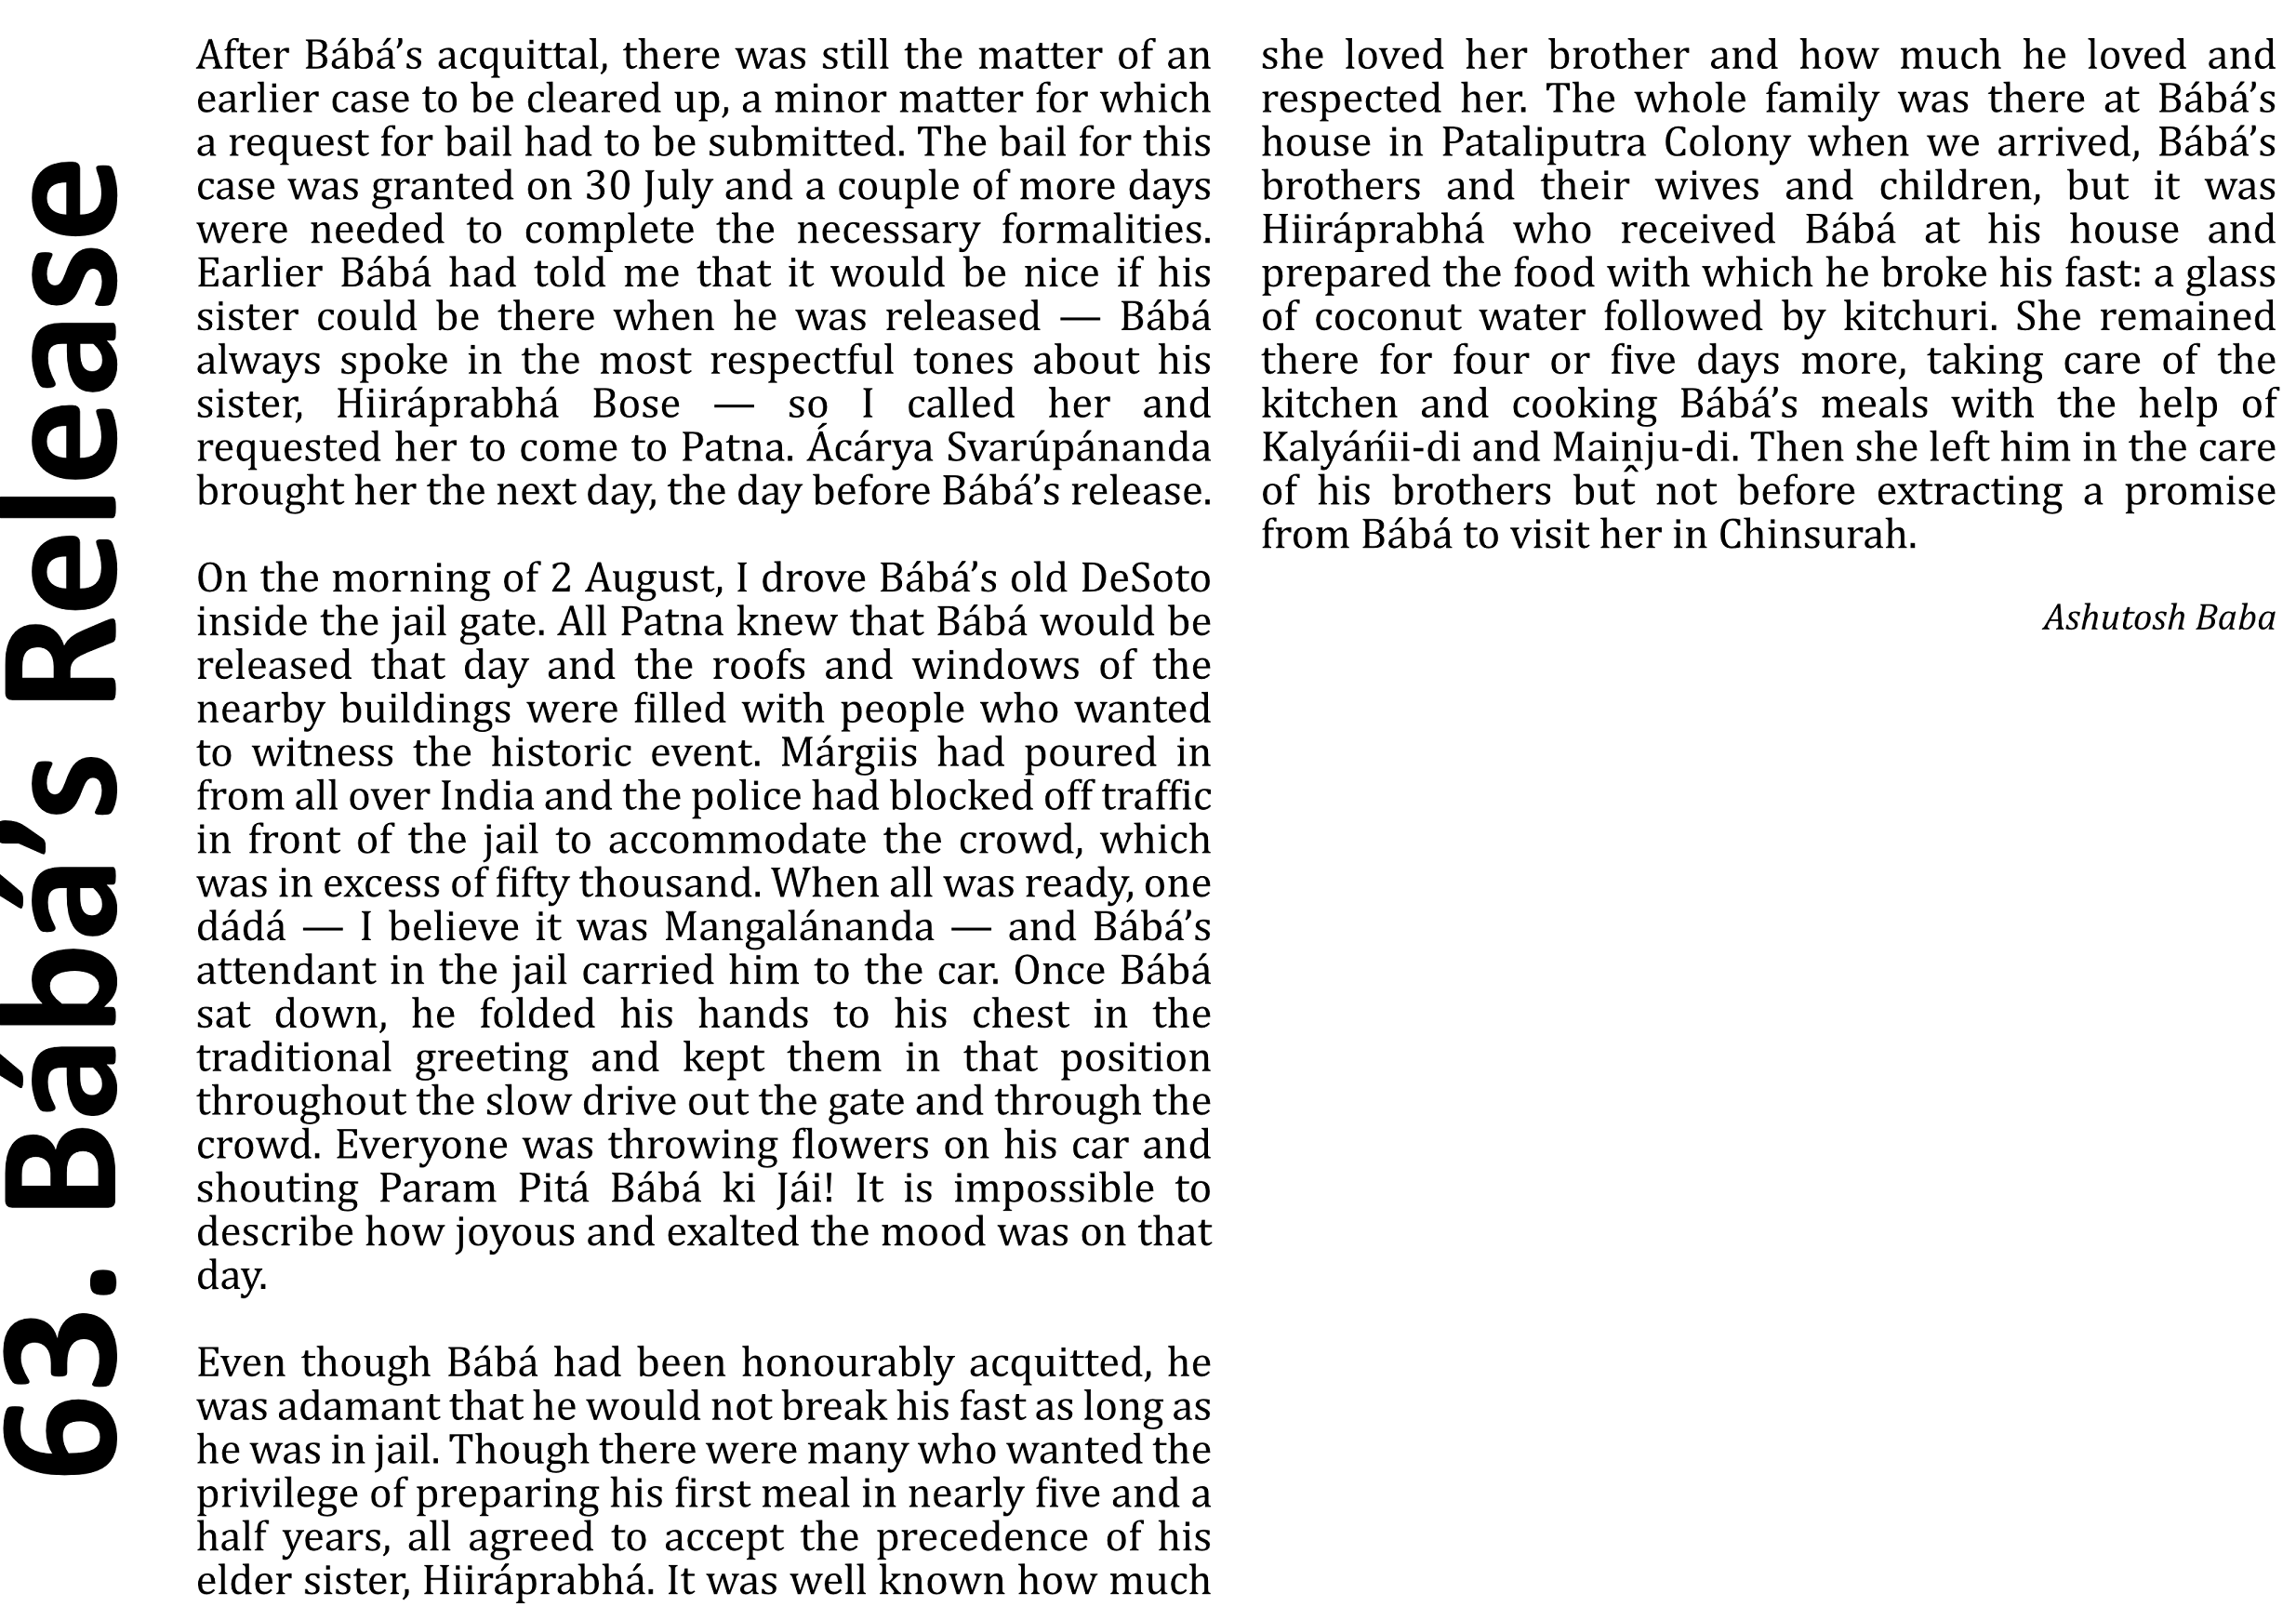 63. Bábá’s Release
After Bábá’s acquittal, there was still the matter of an
earlier case to be cleared up, a minor matter for which
a request for bail had to be submitted. The bail for this
case was granted on 30 July and a couple of more days
were needed to complete the necessary formalities.
Earlier Bábá had told me that it would be nice if his
sister could be there when he was released — Bábá
always spoke in the most respectful tones about his
sister, Hiiráprabhá Bose — so I called her and
requested her to come to Patna. Ácárya Svarúpánanda
brought her the next day, the day before Bábá’s release.
On the morning of 2 August, I drove Bábá’s old DeSoto
inside the jail gate. All Patna knew that Bábá would be
released that day and the roofs and windows of the
nearby buildings were filled with people who wanted
to witness the historic event. Márgiis had poured in
from all over India and the police had blocked off traffic
in front of the jail to accommodate the crowd, which
was in excess of fifty thousand. When all was ready, one
dádá — I believe it was Mangalánanda — and Bábá’s
attendant in the jail carried him to the car. Once Bábá
sat down, he folded his hands to his chest in the
traditional greeting and kept them in that position
throughout the slow drive out the gate and through the
crowd. Everyone was throwing flowers on his car and
shouting Param Pitá Bábá ki Jái! It is impossible to
describe how joyous and exalted the mood was on that
day.
Even though Bábá had been honourably acquitted, he
was adamant that he would not break his fast as long as
he was in jail. Though there were many who wanted the
privilege of preparing his first meal in nearly five and a
half years, all agreed to accept the precedence of his
elder sister, Hiiráprabhá. It was well known how much
she loved her brother and how much he loved and
respected her. The whole family was there at Bábá’s
house in Pataliputra Colony when we arrived, Bábá’s
brothers and their wives and children, but it was
Hiiráprabhá who received Bábá at his house and
prepared the food with which he broke his fast: a glass
of coconut water followed by kitchuri. She remained
there for four or five days more, taking care of the
kitchen and cooking Bábá’s meals with the help of
Kalyáńii-di and Maiṋju-di. Then she left him in the care
of his brothers but not before extracting a promise
from Bábá to visit her in Chinsurah.
Ashutosh Baba